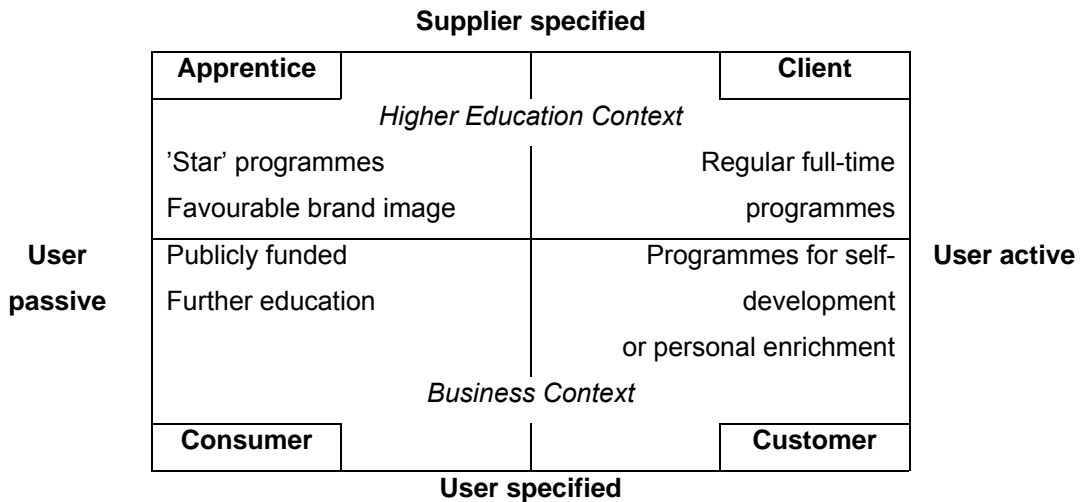 Supplier specified
Apprentice
Client
Higher Education Context
’Star’ programmes
Favourable brand image
Regular full-time
programmes
User
passive
Publicly funded
Further education
Programmes for self-
development
or personal enrichment
User active
Business Context
Consumer
Customer
User specified